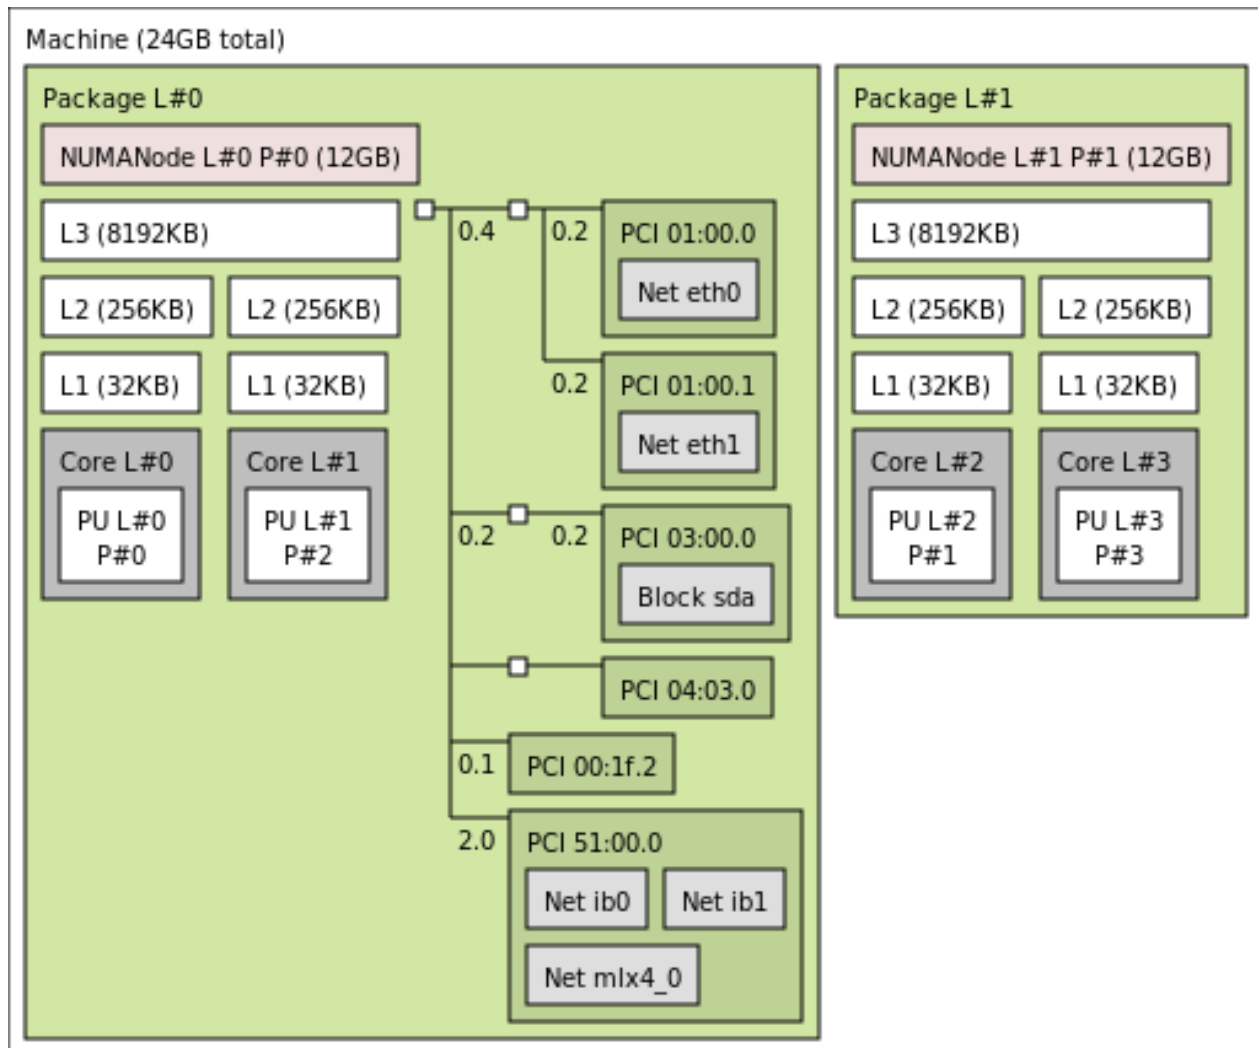 Machine (24GB total)
Package L#0
NUMANode L#0 P#0 (12GB)
L3 (8192KB)
L2 (256KB)
L2 (256KB)
L1 (32KB)
L1 (32KB)
Core L#0
PU L#0
P#0
Core L#1
PU L#1
P#2
0.4
0.2
PCI 01:00.0
Net eth0
0.2
PCI 01:00.1
Net eth1
0.2
0.2
PCI 03:00.0
Block sda
PCI 04:03.0
0.1
PCI 00:1f.2
2.0
PCI 51:00.0
Net ib0
Net ib1
Net mlx4_0
Package L#1
NUMANode L#1 P#1 (12GB)
L3 (8192KB)
L2 (256KB)
L2 (256KB)
L1 (32KB)
L1 (32KB)
Core L#2
PU L#2
P#1
Core L#3
PU L#3
P#3